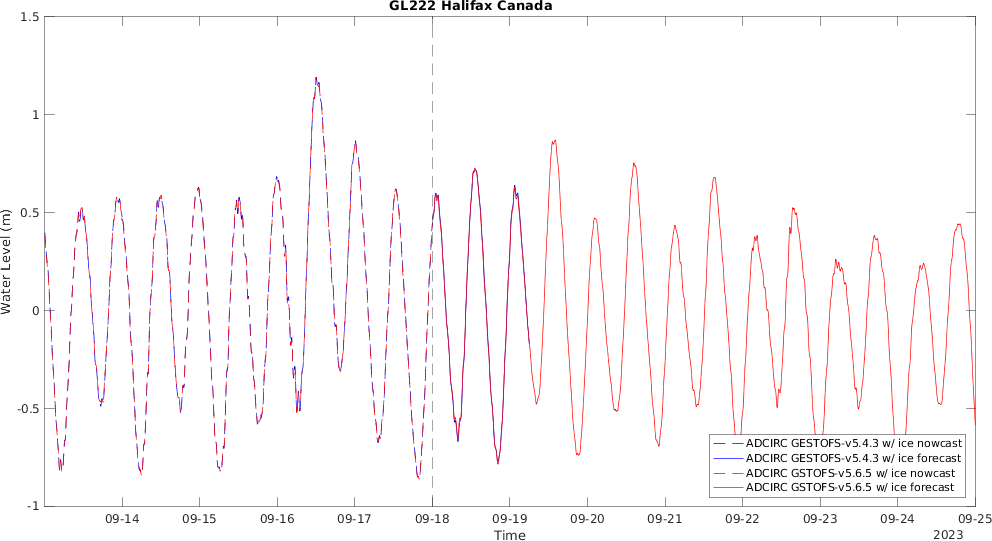 GL222 Halifax Canada
1.5
1
0.5
0
-0.5
-1
Water Level (m)
ADCIRC GESTOFS-v5.4.3 w/ ice nowcast
ADCIRC GESTOFS-v5.4.3 w/ ice forecast
ADCIRC GSTOFS-v5.6.5 w/ ice nowcast
ADCIRC GSTOFS-v5.6.5 w/ ice forecast
09-14 09-15 09-16 09-17 09-18 09-19 09-20 09-21 09-22 09-23 09-24 09-25
Time
2023